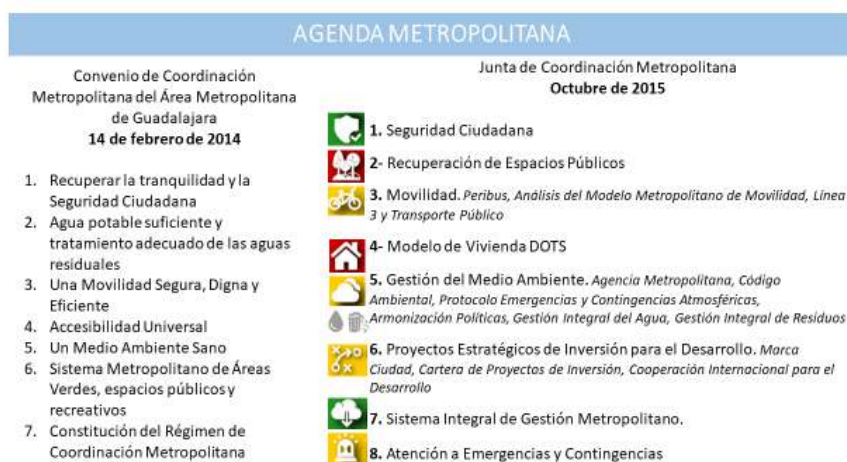 AGENDA METROPOLITANA
Convenio de Coordinación
Metropolitana del Área Metropolitana
de Guadalajara
14 de febrero de 2014
1. Recuperar la tranquilidad y la
Seguridad Ciudadana
2. Agua potable suficiente y
tratamiento adecuado de las aguas
residuales
3. Una Movilidad Segura, Digna y
Eficiente
4. Accesibilidad Universal
5. Un Medio Ambiente Sano
6. Sistema Metropolitano de Áreas
Verdes, espacios públicos y
recreativos
7. Constitución del Régimen de
Coordinación Metropolitana
Junta de Coordinación Metropolitana
Octubre de 2015
1. Seguridad Ciudadana
2- Recuperación de Espacios Públicos
3. Movilidad. Peribus, Análisis del Modelo Metropolitano de Movilidad, Línea
3 y Transporte Público
4- Modelo de Vivienda DOTS
5. Gestión del Medio Ambiente. Agencia Metropolitana, Código
Ambiental, Protocolo Emergencias y Contingencias Atmosféricas,
Armonización Políticas, Gestión Integral del Agua, Gestión Integral de Residuos
6. Proyectos Estratégicos de Inversión para el Desarrollo. Marca
Ciudad, Cartera de Proyectos de Inversión, Cooperación Internacional para el
Desarrollo
7. Sistema Integral de Gestión Metropolitano.
8. Atención a Emergencias y Contingencias